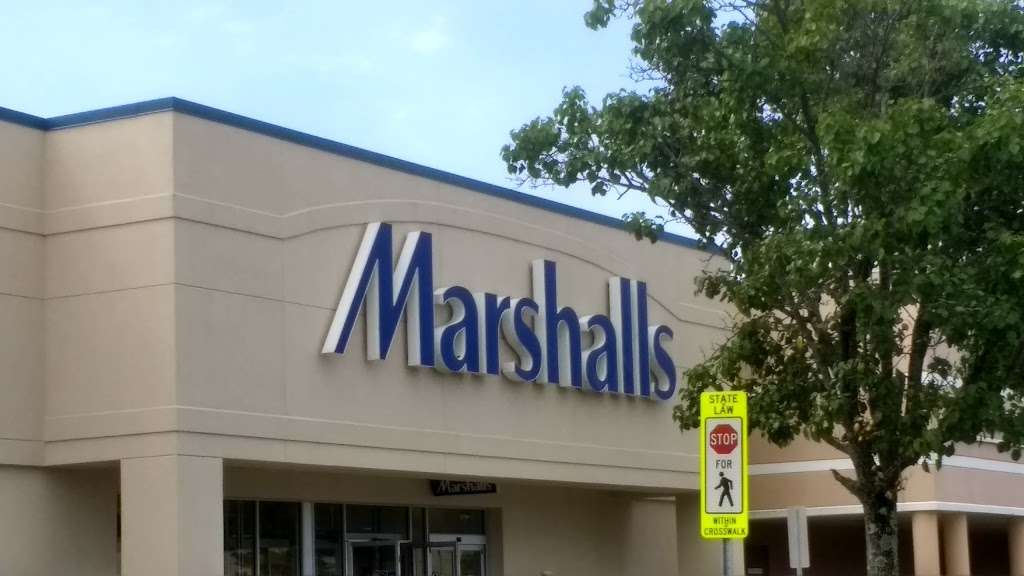 Marshalls
Marshalls
STATE
LAW
STOP
FOR
WITHIN
CROSSWALK